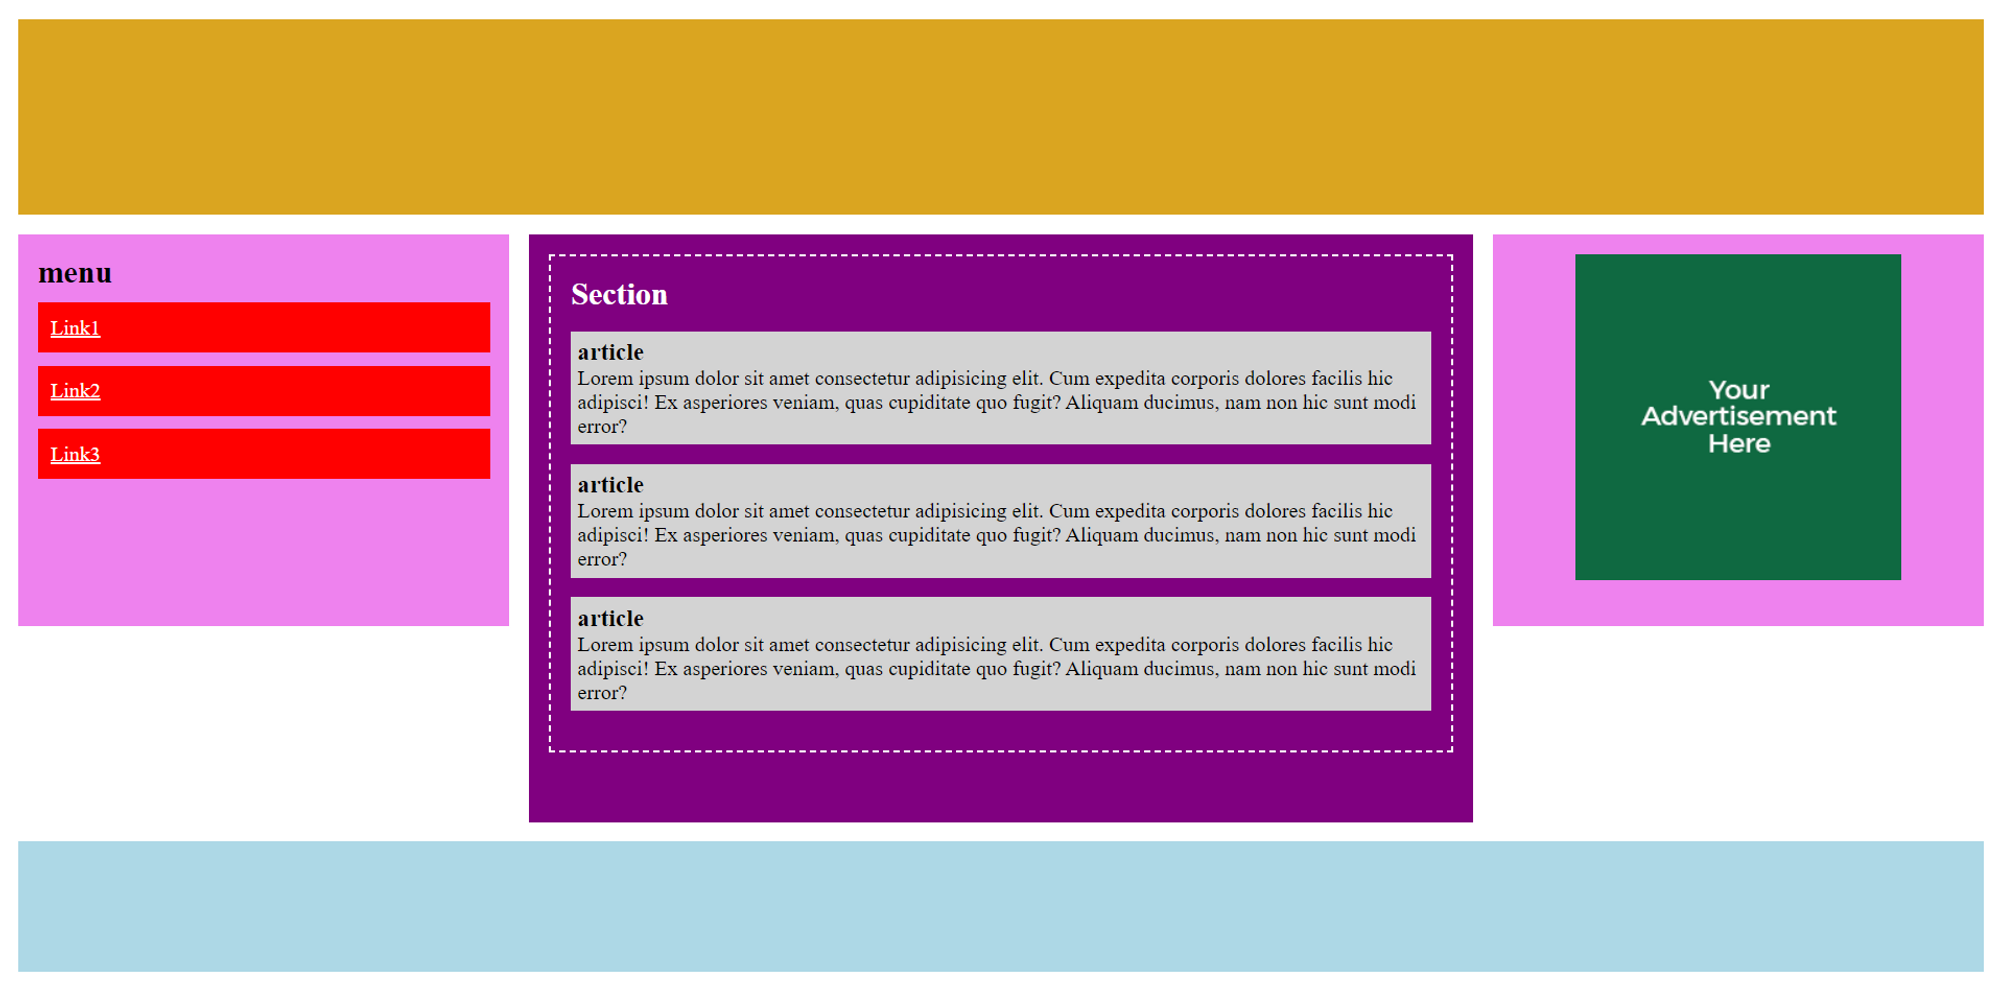 menu
Link1
Link2
Link3
Section
article
Lorem ipsum dolor sit amet consectetur adipisicing elit. Cum expedita corporis dolores facilis hic
adipisci! Ex asperiores veniam, quas cupiditate quo fugit? Aliquam ducimus, nam non hic sunt modi
error?
article
Lorem ipsum dolor sit amet consectetur adipisicing elit. Cum expedita corporis dolores facilis hic
adipisci! Ex asperiores veniam, quas cupiditate quo fugit? Aliquam ducimus, nam non hic sunt modi
error?
article
Lorem ipsum dolor sit amet consectetur adipisicing elit. Cum expedita corporis dolores facilis hic
adipisci! Ex asperiores veniam, quas cupiditate quo fugit? Aliquam ducimus, nam non hic sunt modi
error?
Your
Advertisement
Here